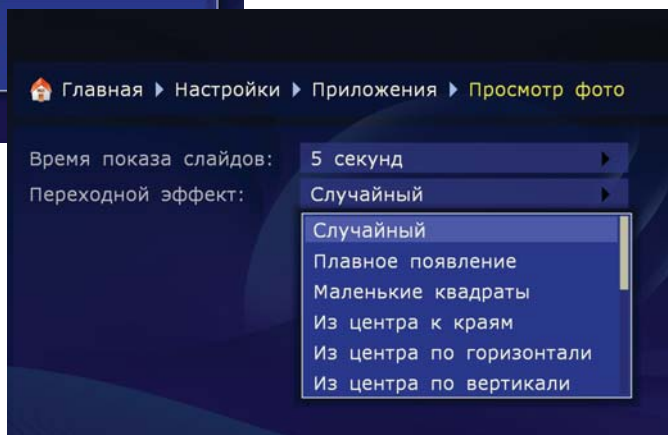 Главная Настройки Приложения Просмотр фото
Время показа слайдов: 5 секунд
Переходной эффект: Случайный
Случайный
Плавное появление
Маленькие квадраты
Из центра к краям
Из центра по горизонтали
Из центра по вертикали